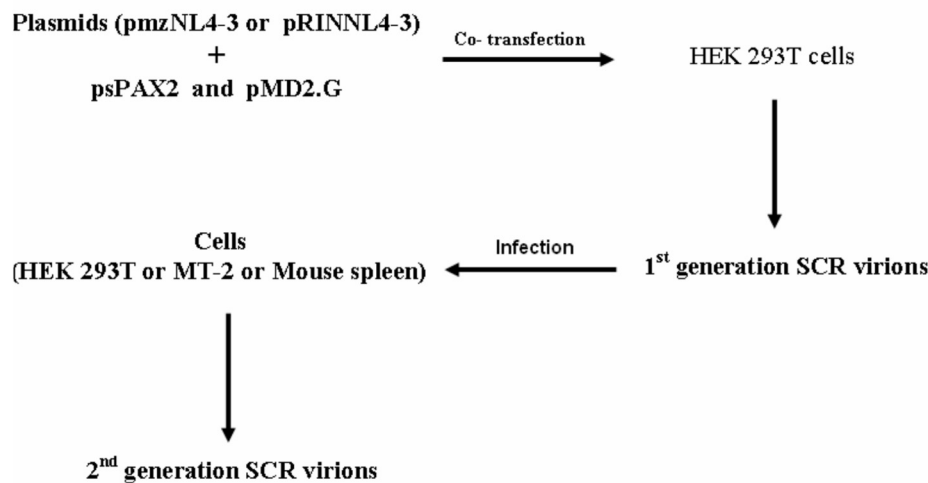 Plasmids (pmzNL4-3 or pRINNL4-3)
+
psPAX2 and pMD2.G
Co- transfection
HEK 293T cells
1st generation SCR virions
Infection
Cells
(HEK 293T or MT-2 or Mouse spleen)
2nd generation SCR virions